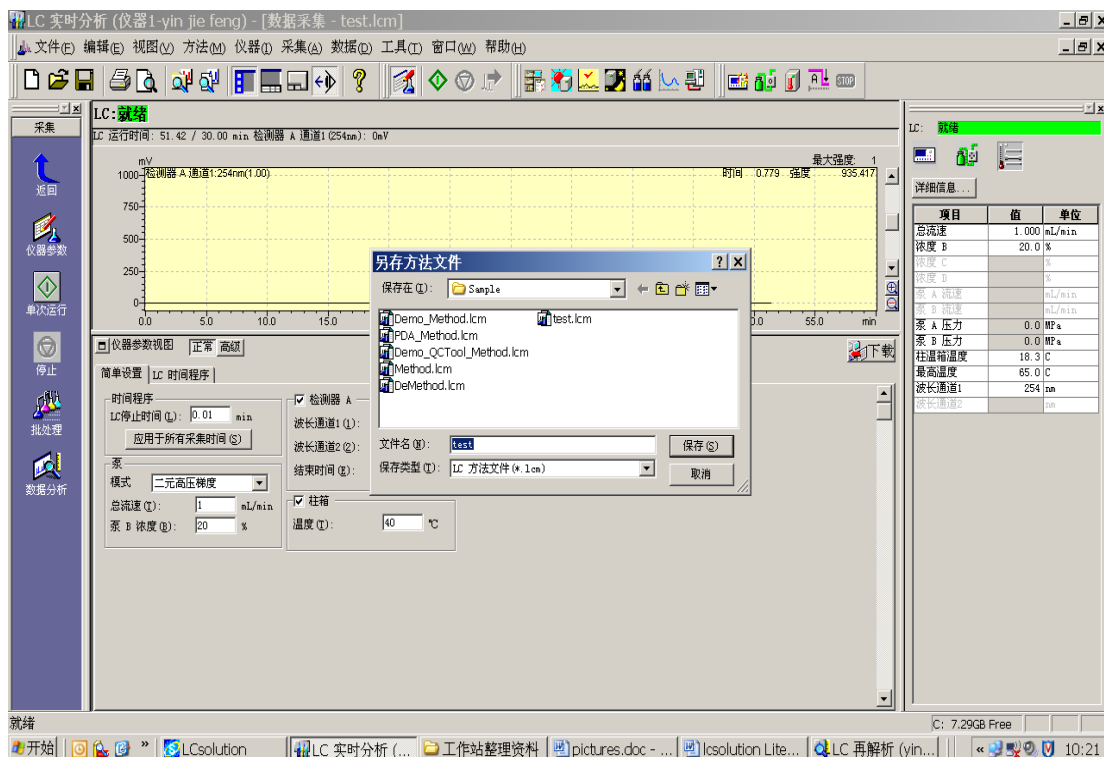 LC 实时分析 (仪器1-yin jie feng) - [数据采集 - test.lcm]
文件(F) 编辑(E) 视图(V) 方法(M) 仪器(I) 采集(A) 数据(D) 工具(T) 窗口(W) 帮助(H)
采集
返回
仪器参数
单次运行
停止
批处理
数据分析
LC:就绪
LC 运行时间: 51.42 / 30.00 min 检测器 A 通道1(254nm): 0mV
mV
最大强度: 1
检测器 A 通道1:254nm(1.00)
时间 0.779 强度 935.417
1000
750
500
250
0
0.0 5.0 10.0 15.0 0.0 55.0 min
仪器参数视图 正常 高级 下载
简单设置 LC 时间程序
时间程序
LC停止时间(L): 0.01 min
应用于所有采集时间(S)
泵
模式 二元高压梯度
总流速(T): 1 mL/min
泵 B 浓度(B): 20 %
检测器 A
波长通道1(1):
波长通道2(2):
结束时间(E):
柱箱
温度(T): 40 ℃
另存方法文件
保存在(I): Sample
Demo_Method.lcm test.lcm
PDA_Method.lcm
Demo_QCTool_Method.lcm
Method.lcm
DeMethod.lcm
文件名(N): test 保存(S)
保存类型(T): LC 方法文件(*.lcm) 取消
LC: 就绪
详细信息...
项目 值 单位
总流速 1.000 mL/min
浓度 B 20.0 %
浓度 C %
浓度 D %
泵 A 流速 mL/min
泵 B 流速 mL/min
泵 A 压力 0.0 MPa
泵 B 压力 0.0 MPa
柱温箱温度 18.3 C
最高温度 65.0 C
波长通道1 254 nm
波长通道2 nm
就绪
C: 7.29GB Free
开始 » LCsolution LC 实时分析 (... 工作站整理资料 pictures.doc - ... lcsolution Lite... LC 再解析 (yin... « 10:21